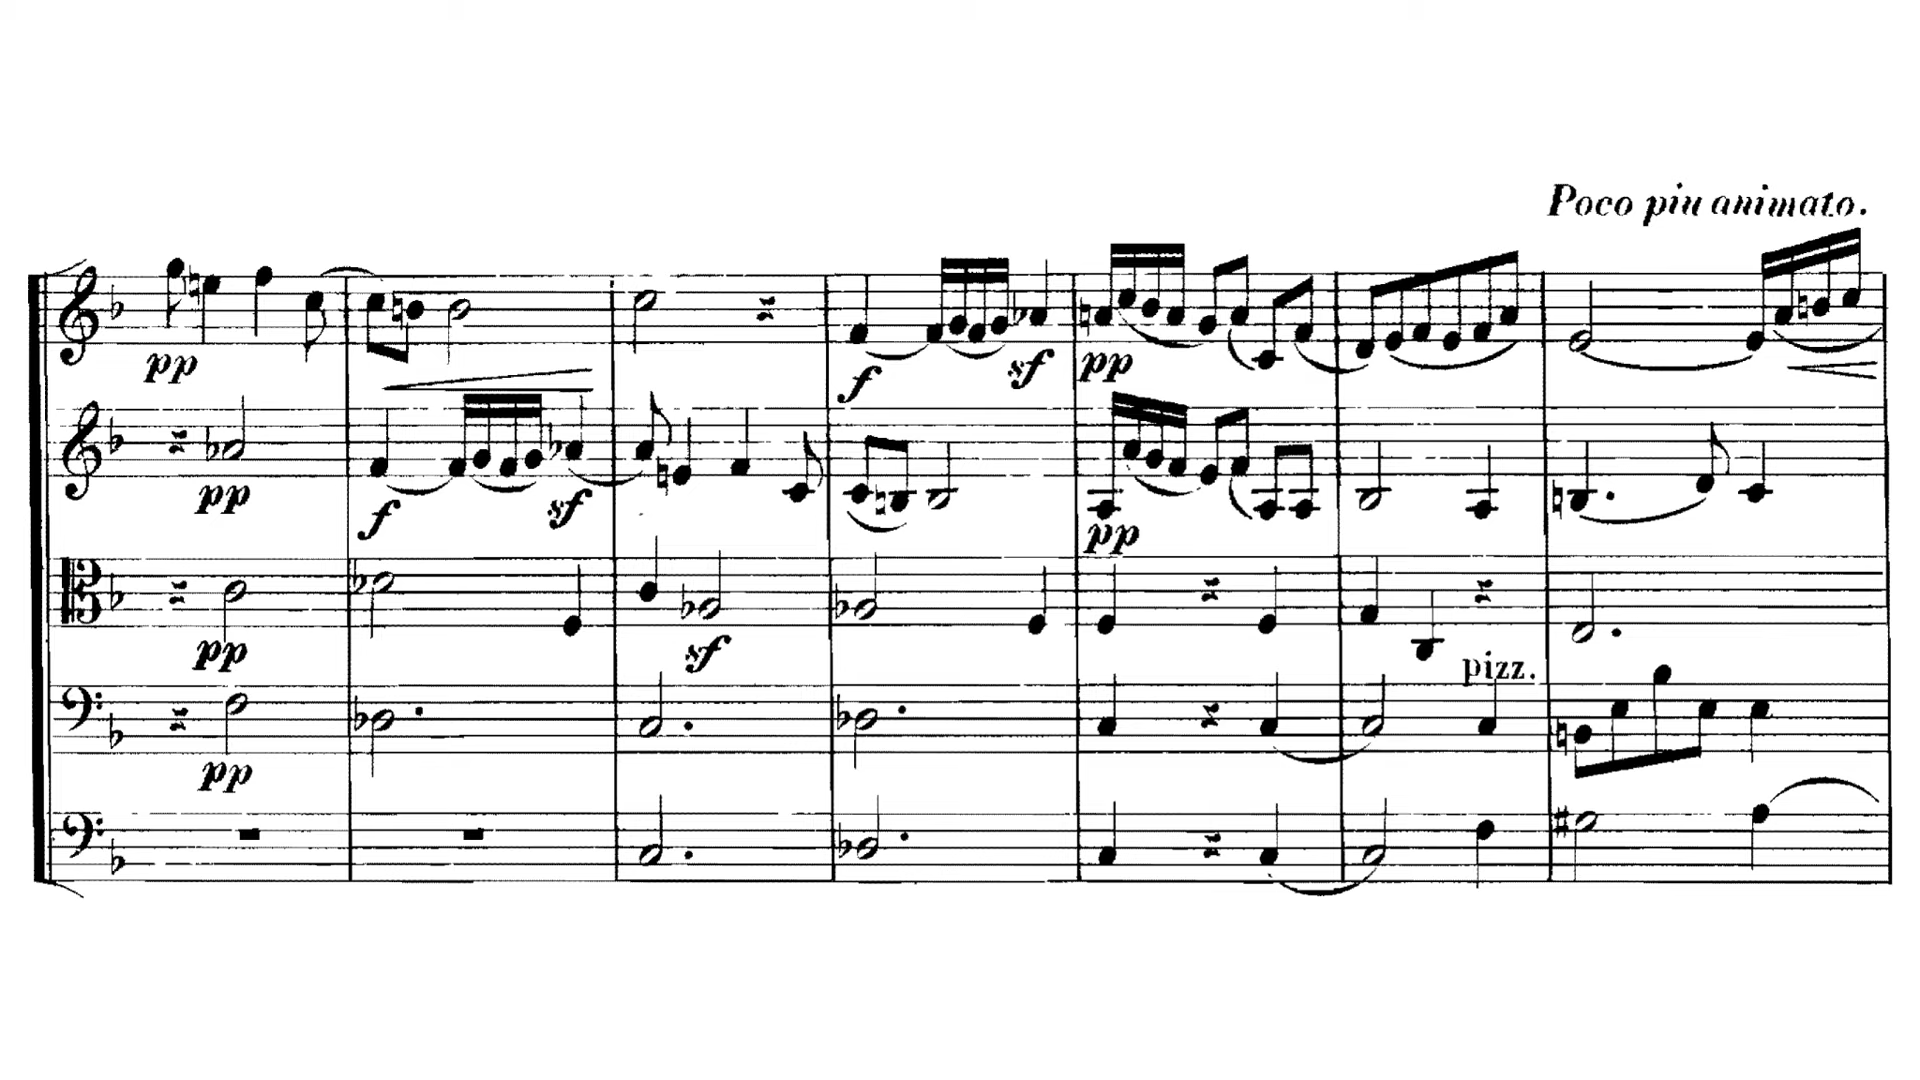 Poco piu animato.
pp
f sf pp
pp f sf pp
pp sf
pizz.
pp